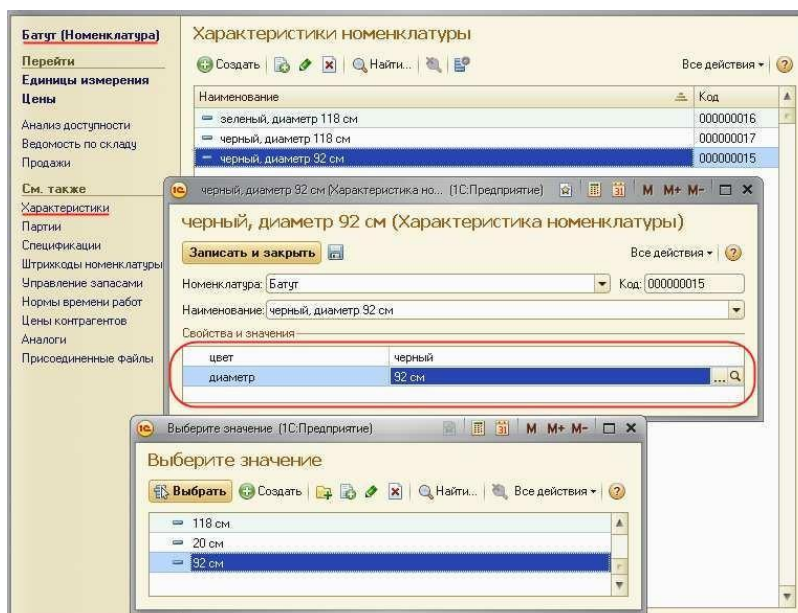 Батут (Номенклатура)
Перейти
Единицы измерения
Цены
Анализ доступности
Ведомость по складу
Продажи
См. также
Характеристики
Партии
Спецификации
Штрихкоды номенклатуры
Управление запасами
Нормы времени работ
Цены контрагентов
Аналоги
Присоединенные файлы
Характеристики номенклатуры
Создать Найти... Все действия
Наименование Код
зеленый, диаметр 118 см 000000016
черный, диаметр 118 см 000000017
черный, диаметр 92 см 000000015
черный, диаметр 92 см (Характеристика но... (1С:Предприятие) M M+ M-
черный, диаметр 92 см (Характеристика номенклатуры)
Записать и закрыть Все действия
Номенклатура: Батут Код: 000000015
Наименование: черный, диаметр 92 см
Свойства и значения
цвет черный
диаметр 92 см ...
Выберите значение (1С:Предприятие) M M+ M-
Выберите значение
Выбрать Создать Найти... Все действия
118 см
20 см
92 см